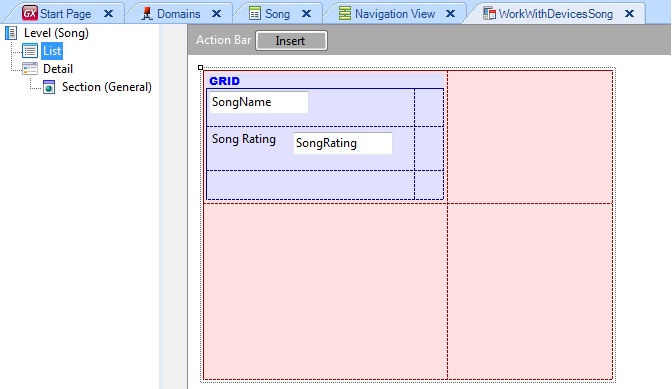 GX Start Page Domains Song Navigation View WorkWithDevicesSong
Level (Song)
List
Detail
Section (General)
Action Bar Insert
GRID
SongName
Song Rating SongRating